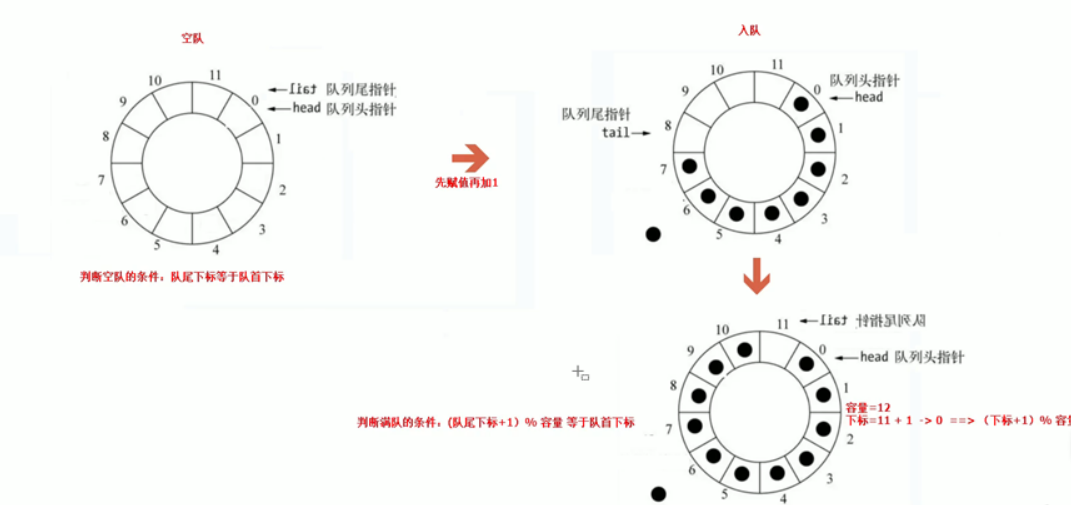 空队
11
10
tail 队列尾指针
9
0
head 队列头指针
8
1
7
2
6
3
5
4
判断空队的条件：队尾下标等于队首下标
先赋值再加1
入队
11
10
队列头指针
9
0
head
队列尾指针
tail
8
1
7
2
6
3
5
4
11
tail 队列尾指针
10
9
0
head 队列头指针
8
1
容量=12
下标=11 + 1 -> 0 ==> （下标+1）% 容量
判断满队的条件：(队尾下标+1）% 容量 等于队首下标
7
2
6
3
5
4